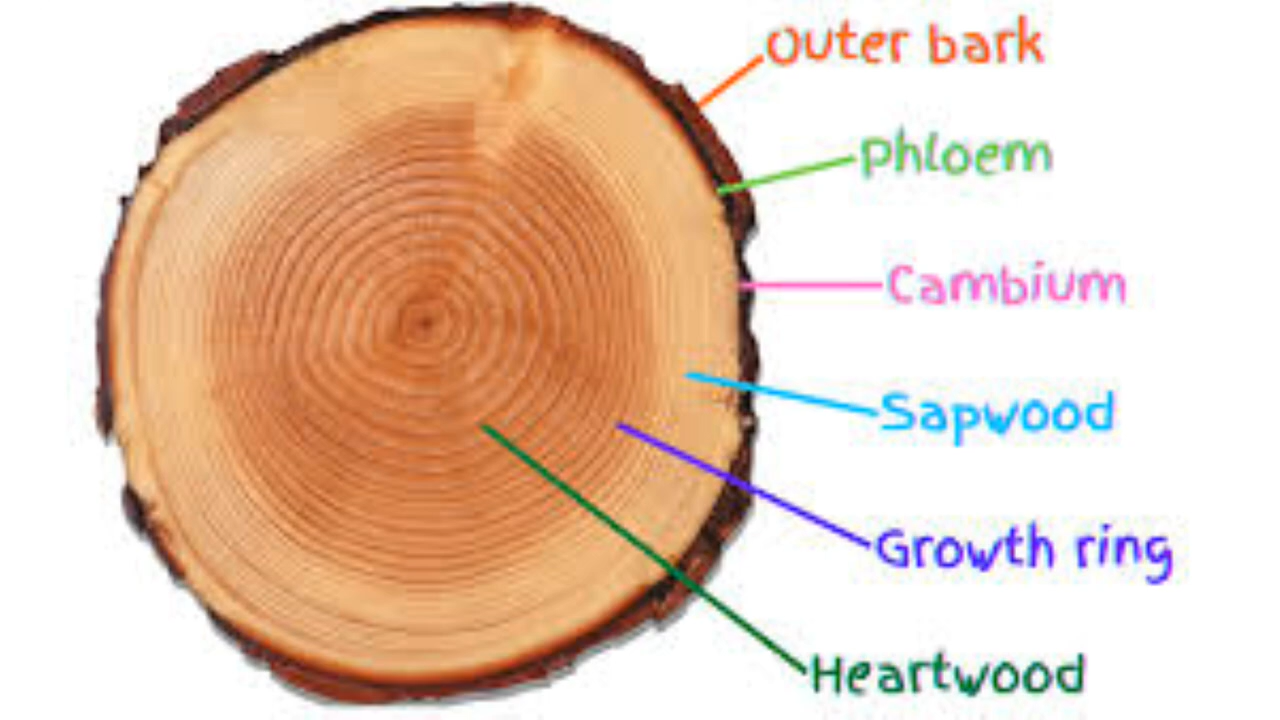 Outer bark
Phloem
Cambium
Sapwood
Growth ring
Heartwood